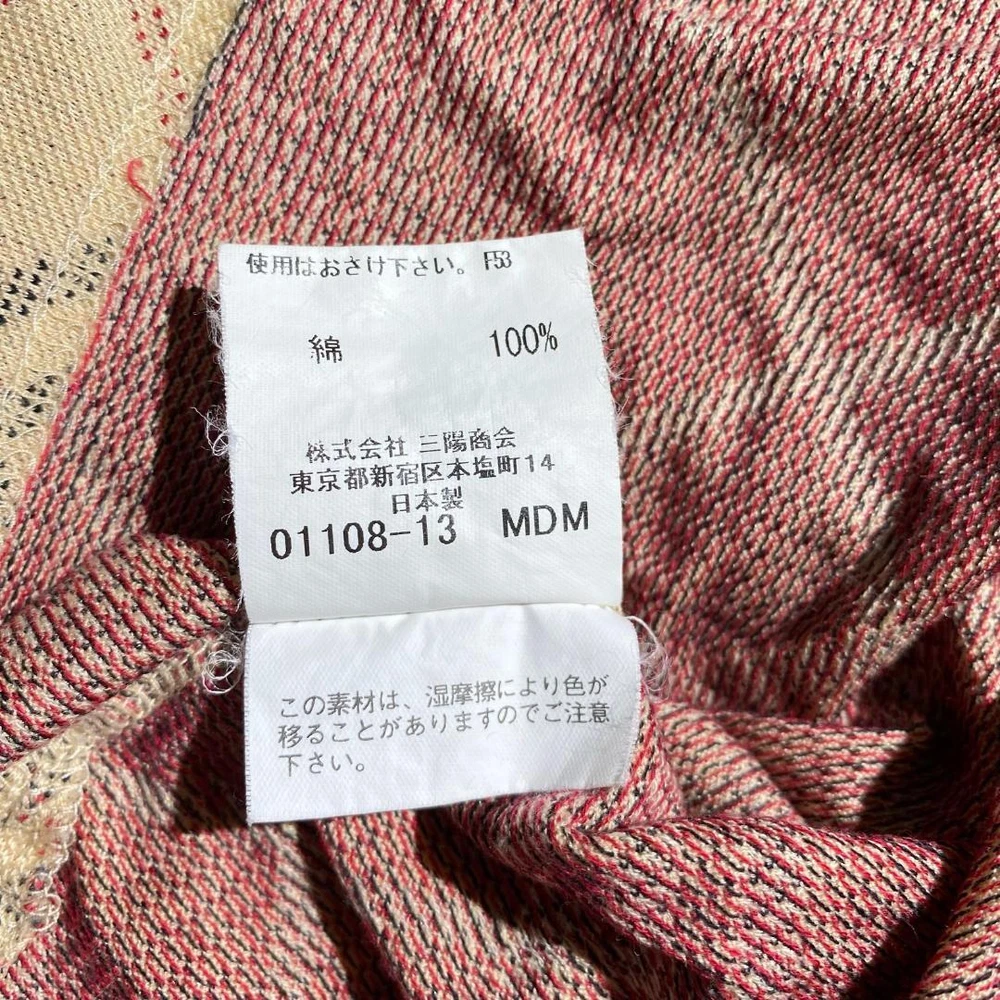 使用はおさけ下さい。F53
綿 100%
株式会社 三陽商会
東京都新宿区本塩町14
日本製
01108-13 MDM
この素材は、湿摩擦により色が
移ることがありますのでご注意
下さい。